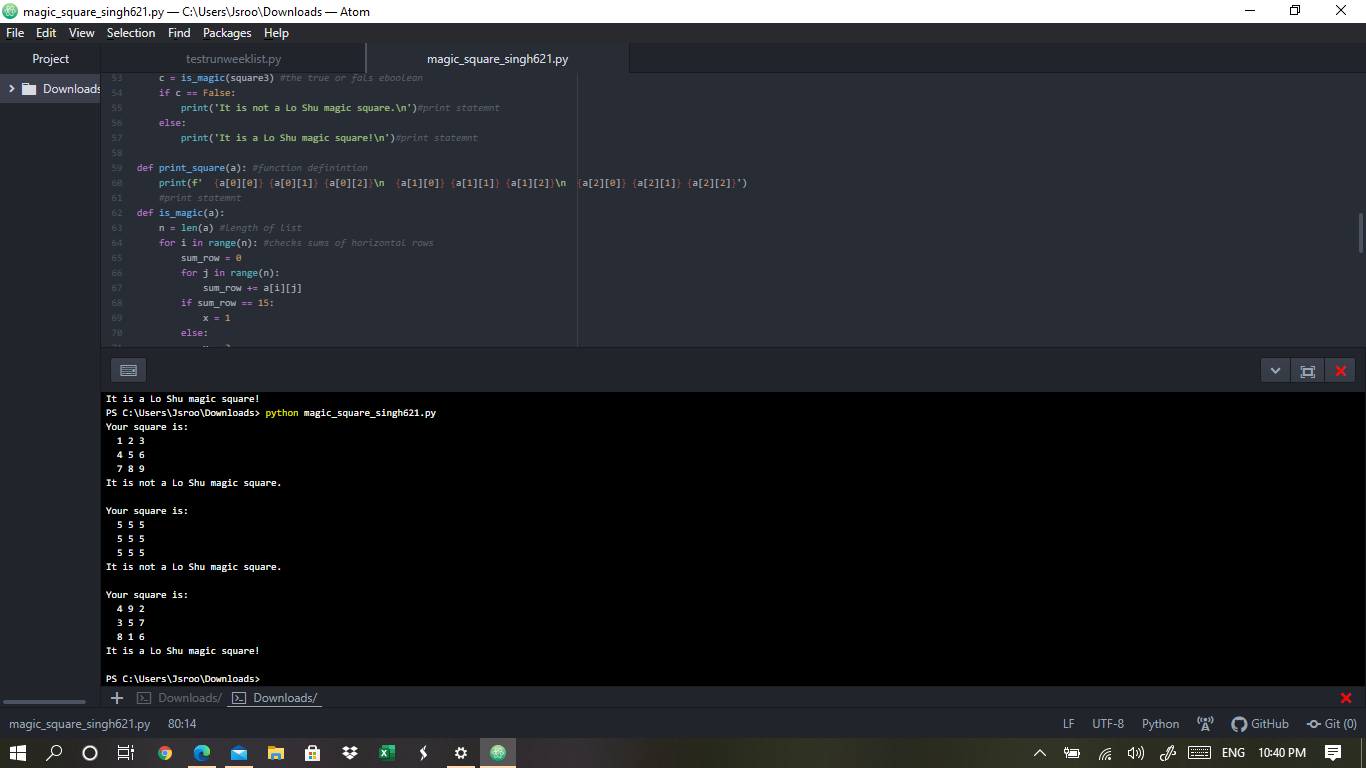 magic_square_singh621.py — C:\Users\Jsroo\Downloads — Atom
File Edit View Selection Find Packages Help
Project
testrunweeklist.py
magic_square_singh621.py
Downloads
53 c = is_magic(square3) #the true or fals eboolean
54 if c == False:
55 print('It is not a Lo Shu magic square.\n')#print statemnt
56 else:
57 print('It is a Lo Shu magic square!\n')#print statemnt
58
59 def print_square(a): #function definintion
60 print(f'  {a[0][0]} {a[0][1]} {a[0][2]}\n  {a[1][0]} {a[1][1]} {a[1][2]}\n  {a[2][0]} {a[2][1]} {a[2][2]}')
61 #print statemnt
62 def is_magic(a):
63 n = len(a) #length of list
64 for i in range(n): #checks sums of horizontal rows
65 sum_row = 0
66 for j in range(n):
67 sum_row += a[i][j]
68 if sum_row == 15:
69 x = 1
70 else:
It is a Lo Shu magic square!
PS C:\Users\Jsroo\Downloads> python magic_square_singh621.py
Your square is:
1 2 3
4 5 6
7 8 9
It is not a Lo Shu magic square.
Your square is:
5 5 5
5 5 5
5 5 5
It is not a Lo Shu magic square.
Your square is:
4 9 2
3 5 7
8 1 6
It is a Lo Shu magic square!
PS C:\Users\Jsroo\Downloads>
Downloads/ Downloads/
magic_square_singh621.py 80:14 LF UTF-8 Python GitHub Git (0)
ENG 10:40 PM